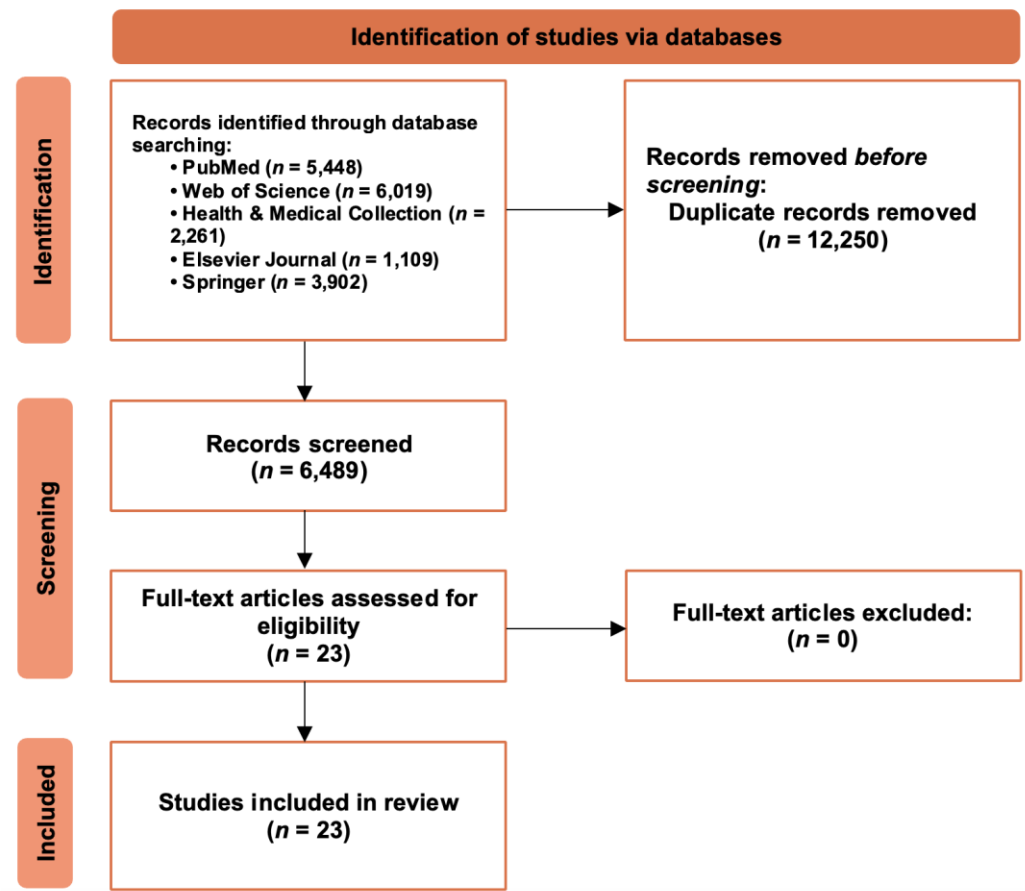 Identification of studies via databases
Identification
Records identified through database
searching:
• PubMed (n = 5,448)
• Web of Science (n = 6,019)
• Health & Medical Collection (n =
2,261)
• Elsevier Journal (n = 1,109)
• Springer (n = 3,902)
Records removed before
screening:
Duplicate records removed
(n = 12,250)
Screening
Records screened
(n = 6,489)
Full-text articles assessed for
eligibility
(n = 23)
Full-text articles excluded:
(n = 0)
Included
Studies included in review
(n = 23)